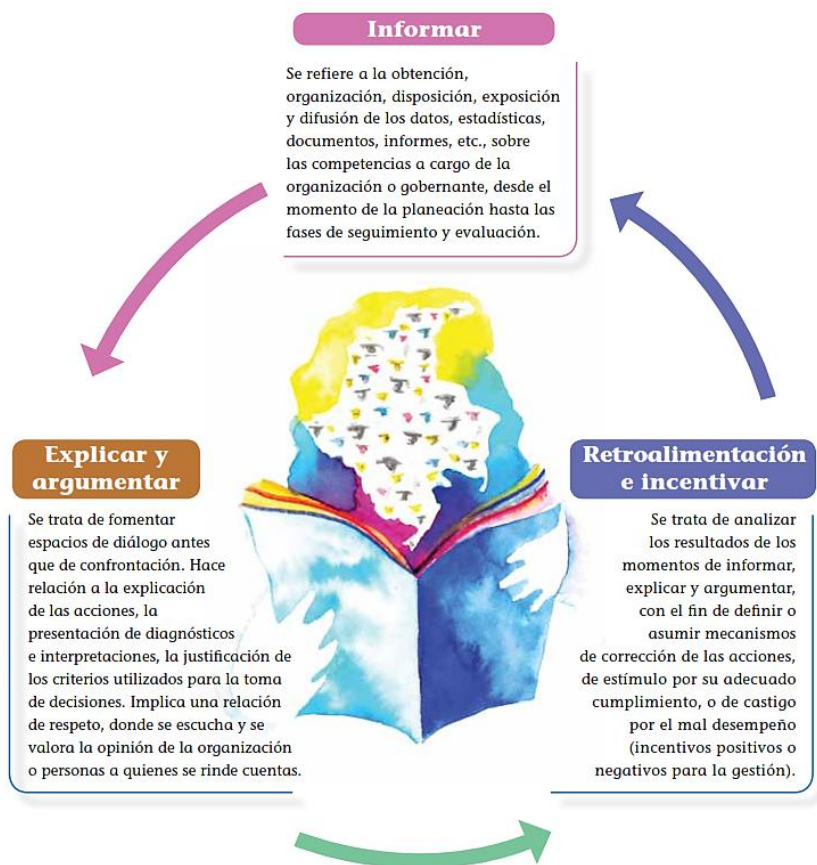 Informar
Se refiere a la obtención,
organización, disposición, exposición
y difusión de los datos, estadísticas,
documentos, informes, etc., sobre
las competencias a cargo de la
organización o gobernante, desde el
momento de la planeación hasta las
fases de seguimiento y evaluación.
Explicar y
argumentar
Se trata de fomentar
espacios de diálogo antes
que de confrontación. Hace
relación a la explicación
de las acciones, la
presentación de diagnósticos
e interpretaciones, la justificación de
los criterios utilizados para la toma
de decisiones. Implica una relación
de respeto, donde se escucha y se
valora la opinión de la organización
o personas a quienes se rinde cuentas.
Retroalimentación
e incentivar
Se trata de analizar
los resultados de los
momentos de informar,
explicar y argumentar,
con el fin de definir o
asumir mecanismos
de corrección de las acciones,
de estímulo por su adecuado
cumplimiento, o de castigo
por el mal desempeño
(incentivos positivos o
negativos para la gestión).